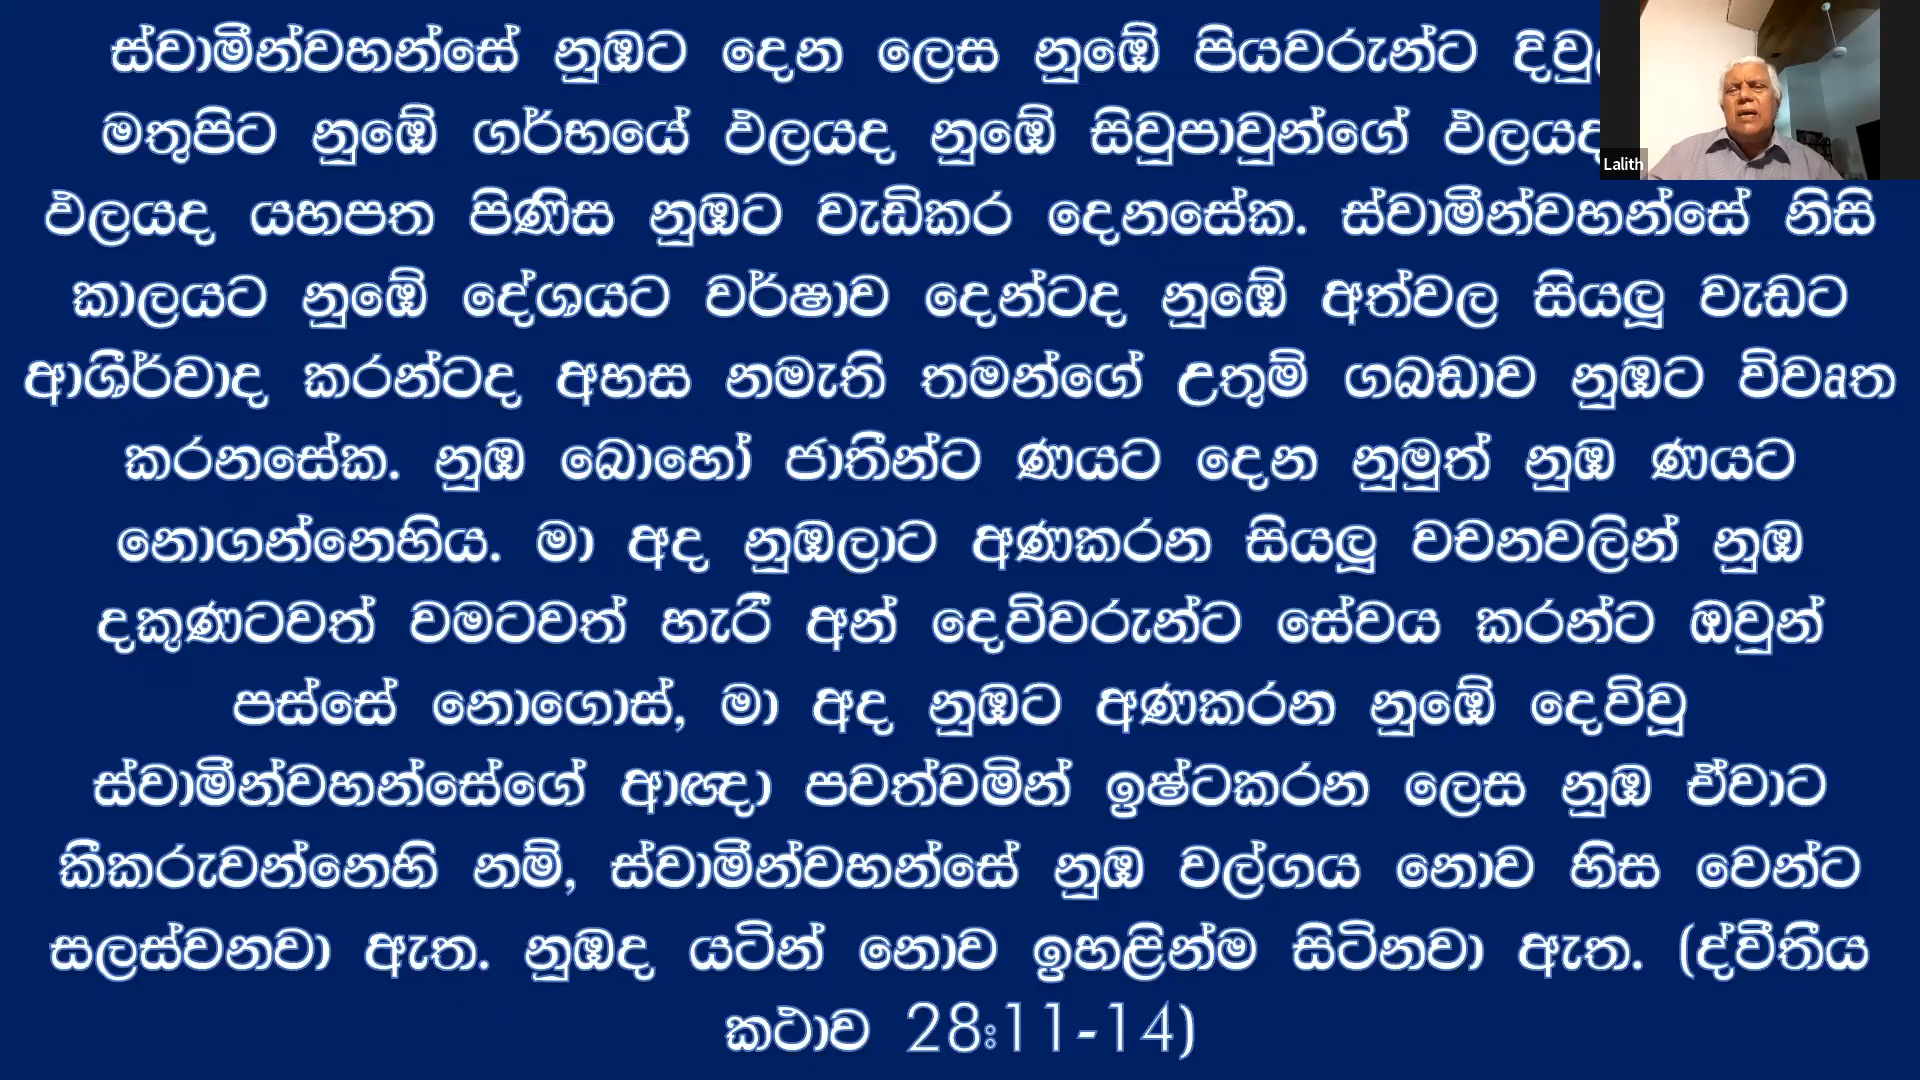 ස්වාමීන්වහන්සේ නුඹට දෙන ලෙස නුඹේ පියවරුන්ට
මතුපිට නුඹේ ගර්භයේ ඵලයද නුඹේ සිවුපාවුන්ගේ ඵලයද
Lalith
ඵලයද යහපත පිණිස නුඹට වැඩිකර දෙනසේක. ස්වාමීන්වහන්සේ නිසි
කාලයට නුඹේ දේශයට වර්ෂාව දෙන්ටද නුඹේ අත්වල සියලු වැඩට
ආශීර්වාද කරන්ටද අහස නමැති තමන්ගේ උතුම් ගබඩාව නුඹට විවෘත
කරනසේක. නුඹ බොහෝ ජාතීන්ට ණයට දෙන නුමුත් නුඹ ණයට
නොගන්නෙහිය. මා අද නුඹලාට අණකරන සියලු වචනවලින් නුඹ
දකුණටවත් වමටවත් හැරී අන් දෙවිවරුන්ට සේවය කරන්ට ඔවුන්
පස්සේ නොගොස්, මා අද නුඹට අණකරන නුඹේ දෙවිවූ
ස්වාමීන්වහන්සේගේ ආඥා පවත්වමින් ඉෂ්ටකරන ලෙස නුඹ ඒවාට
කීකරුවන්නෙහි නම්, ස්වාමීන්වහන්සේ නුඹ වල්ගය නොව හිස වෙන්ට
සලස්වනවා ඇත. නුඹද යටින් නොව ඉහළින්ම සිටිනවා ඇත. (ද්විතීය
කථාව 28:11-14)